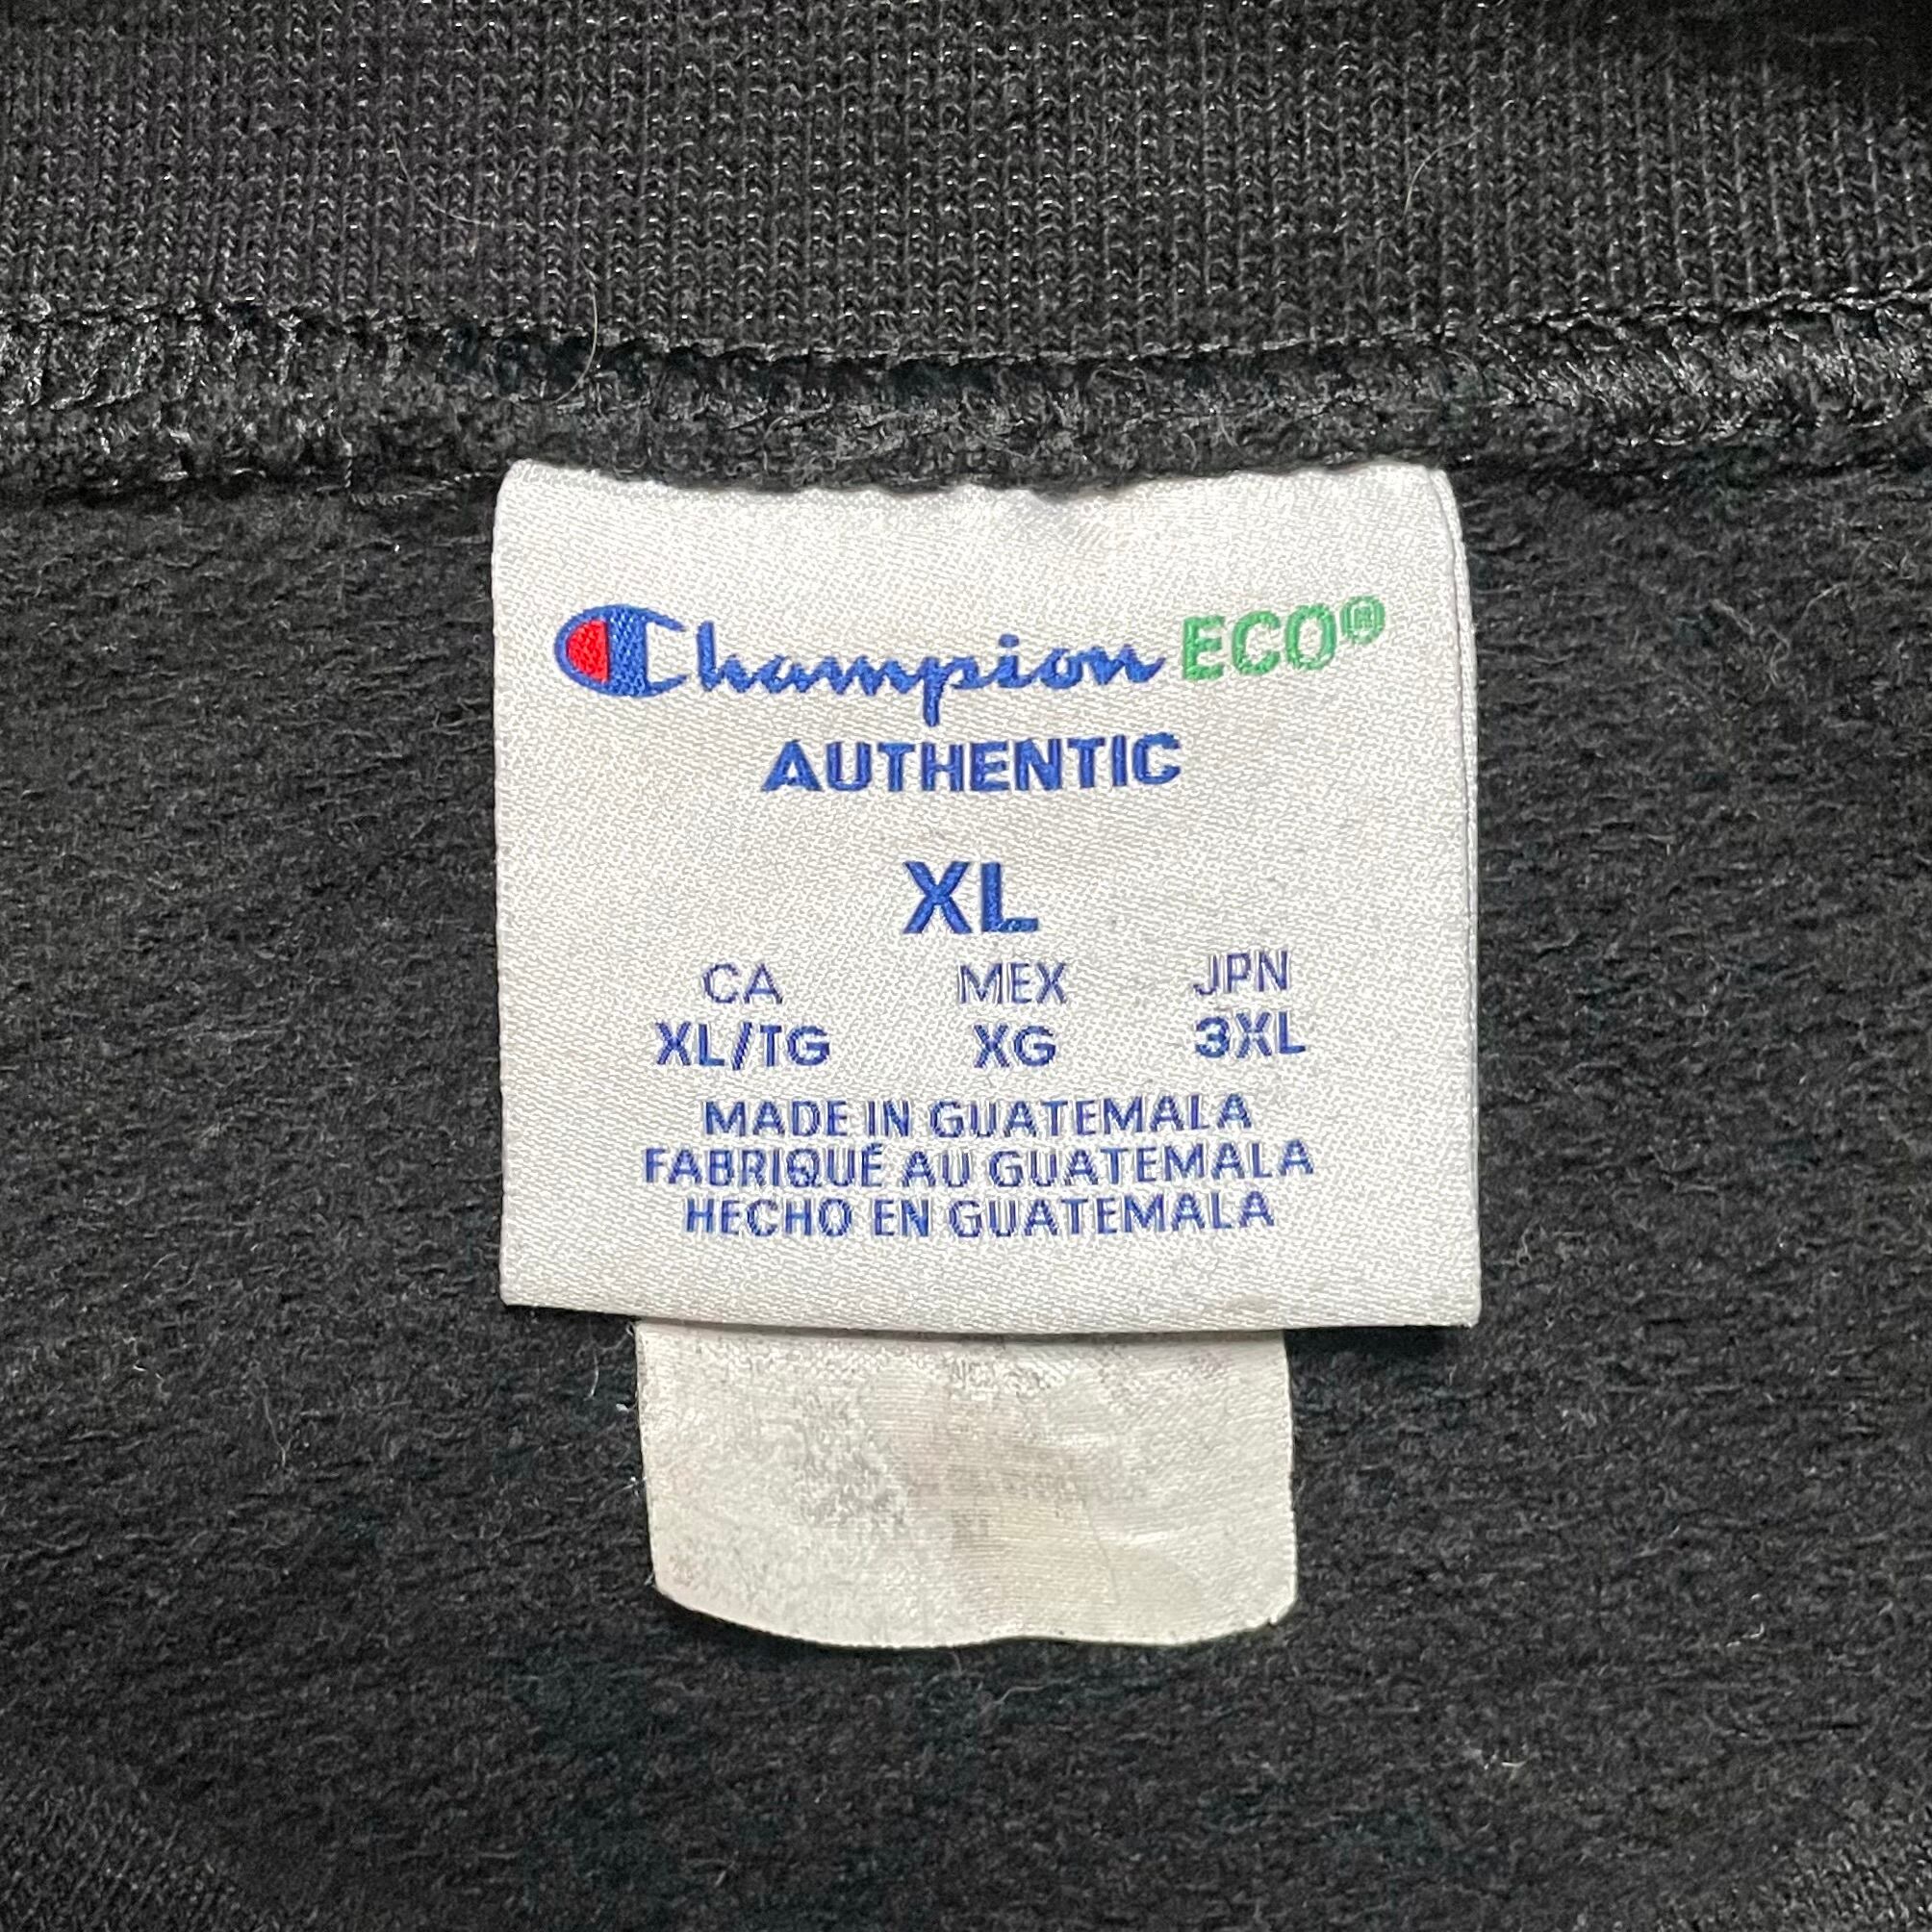 Champion ECO®
AUTHENTIC
XL
CA MEX JPN
XL/TG XG 3XL
MADE IN GUATEMALA
FABRIQUÉ AU GUATEMALA
HECHO EN GUATEMALA